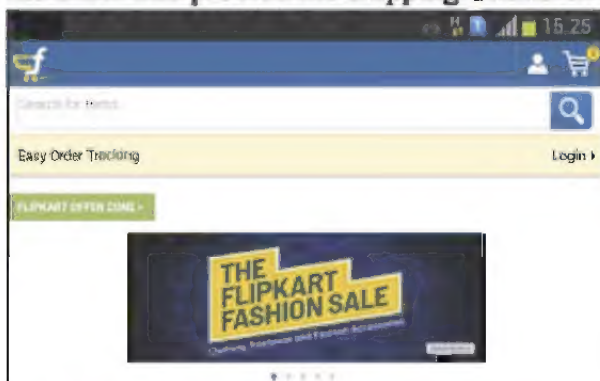 15.25
Search for Items
Easy Order Tracking
Login
FLIPKART OFFER ZONE >
THE
FLIPKART
FASHION SALE
Clothing, Footwear and Fashion Accessories